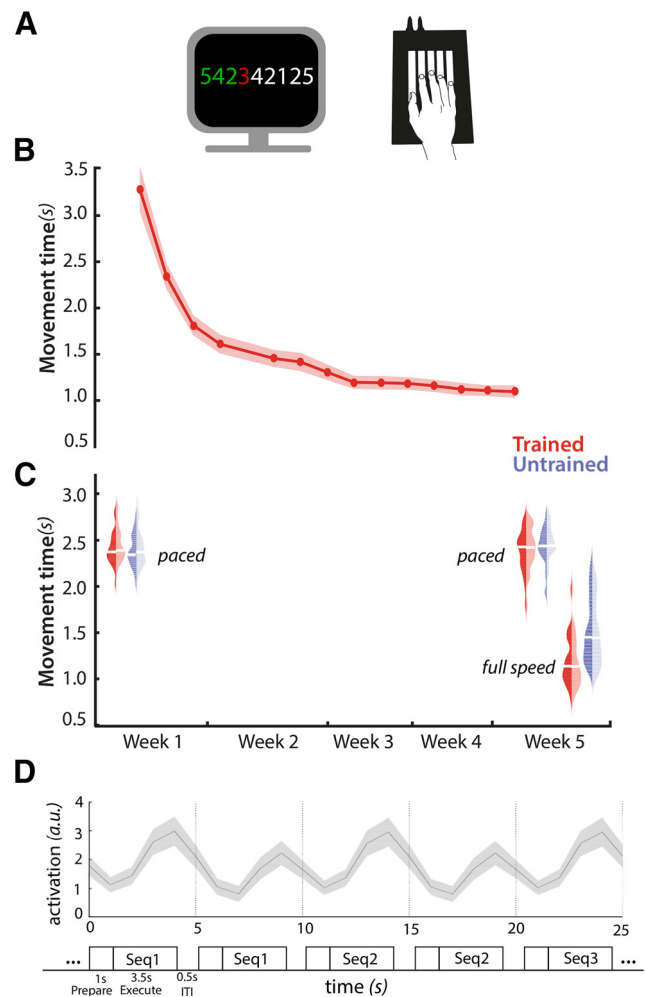 A
542342125
B
Movement time(s)
3.5
3.0
2.5
2.0
1.5
1.0
0.5
Trained
Untrained
C
Movement time(s)
3.0
2.5
2.0
1.5
1.0
0.5
paced
paced
full speed
Week 1 Week 2 Week 3 Week 4 Week 5
D
activation (a.u.)
4
3
2
1
0
0 5 10 15 20 25
... Seq1 Seq1 Seq2 Seq2 Seq3 ...
1s 3.5s 0.5s
Prepare Execute ITI
time (s)